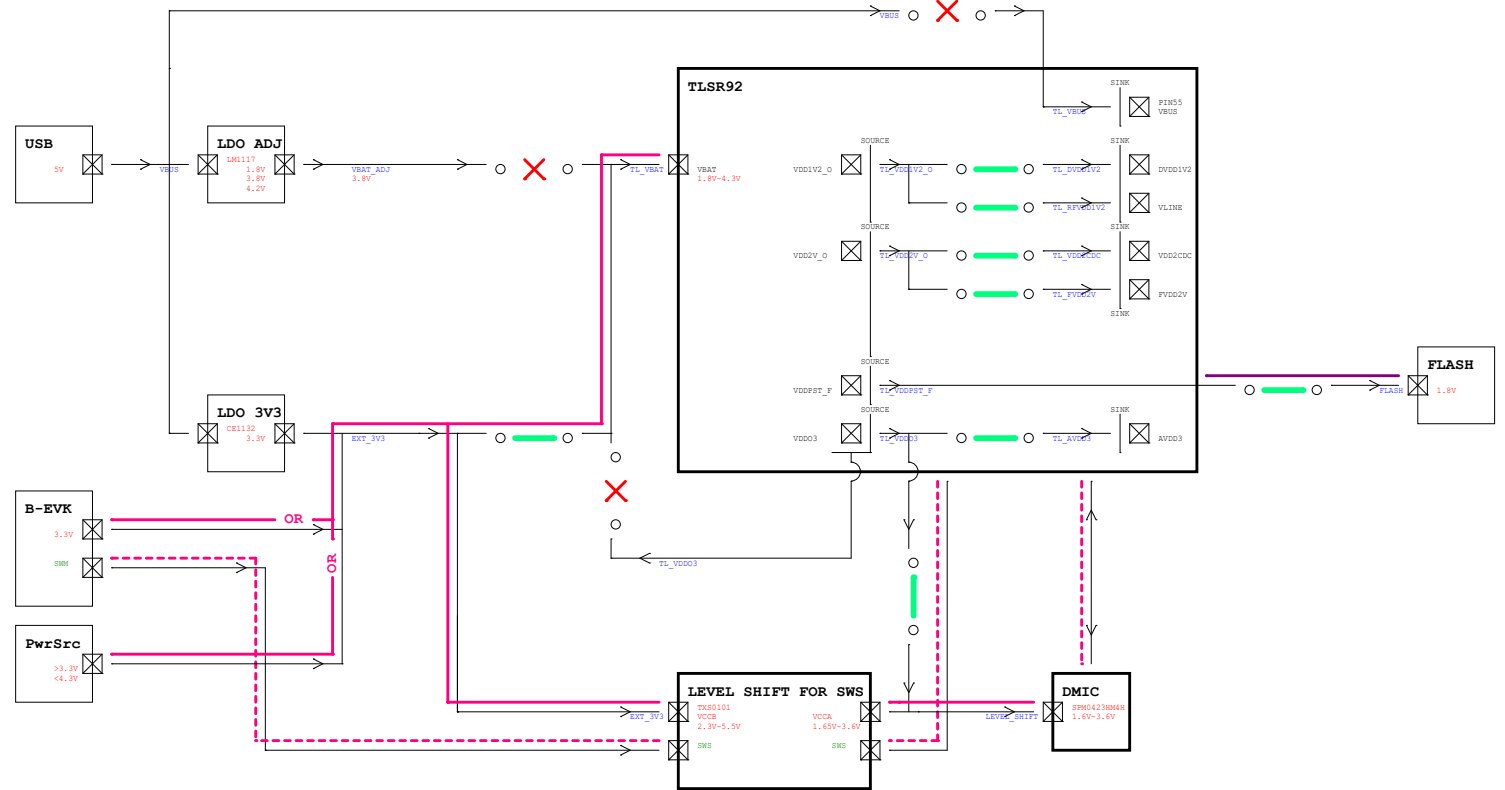 VBUS
TLSR92
SINK
PIN55
VBUS
TL_VBUS
USB
5V
VBUS
LDO ADJ
LM1117
1.8V
3.8V
4.2V
VBAT_ADJ
3.8V
TL_VBAT
VBAT
1.8V~4.3V
SOURCE
SINK
VDD1V2_O
TL_VDD1V2_O
TL_DVDD1V2
DVDD1V2
TL_RFVDD1V2
VLINE
SOURCE
SINK
VDD2V_O
TL_VDD2V_O
TL_VDD2CDC
VDD2CDC
TL_FVDD2V
FVDD2V
SINK
SOURCE
VDDPST_F
TL_VDDPST_F
FLASH
FLASH
1.8V
LDO 3V3
CE1132
3.3V
EXT_3V3
SOURCE
SINK
VDDO3
TL_VDDO3
TL_AVDD3
AVDD3
B-EVK
3.3V
SWM
OR
OR
TL_VDDO3
PwrSrc
>3.3V
<4.3V
LEVEL SHIFT FOR SWS
TXS0101
VCCB
2.3V~5.5V
SWS
VCCA
1.65V~3.6V
SWS
EXT_3V3
LEVEL_SHIFT
DMIC
SPM0423HM4H
1.6V~3.6V